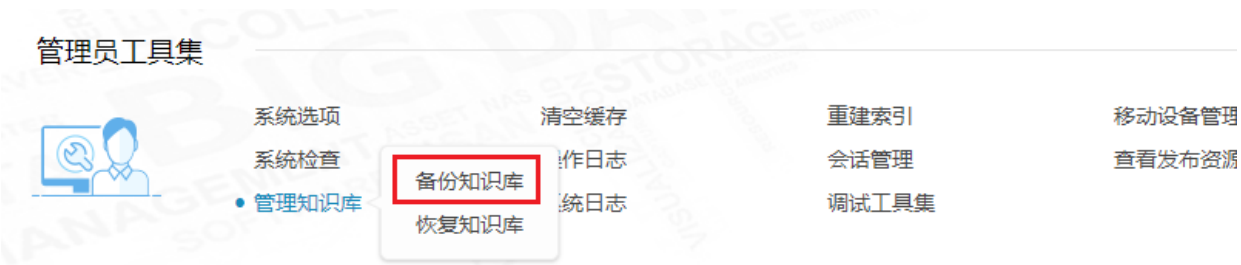 管理员工具集
系统选项 清空缓存 重建索引 移动设备管理
系统检查 作日志 会话管理 查看发布资源
管理知识库 备份知识库 统日志 调试工具集
恢复知识库